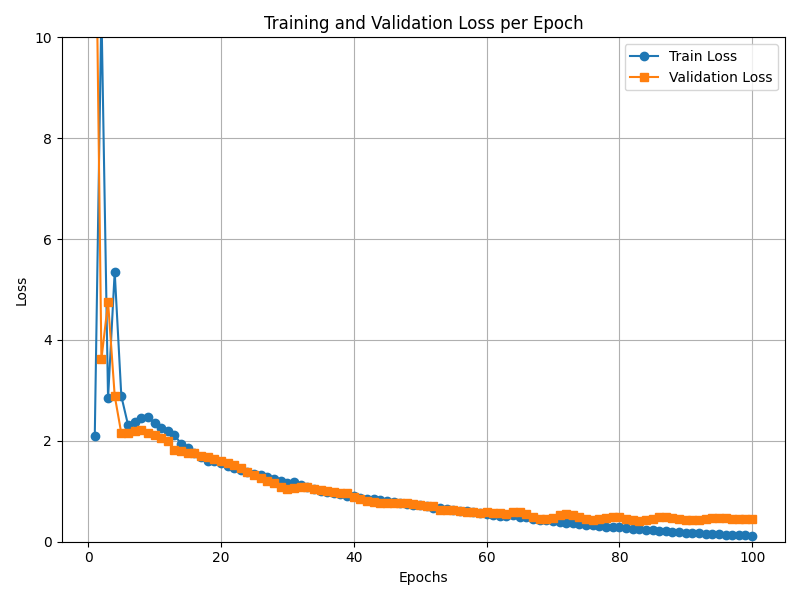 Training and Validation Loss per Epoch
Train Loss
Validation Loss
Loss
10
8
6
4
2
0
0 20 40 60 80 100
Epochs